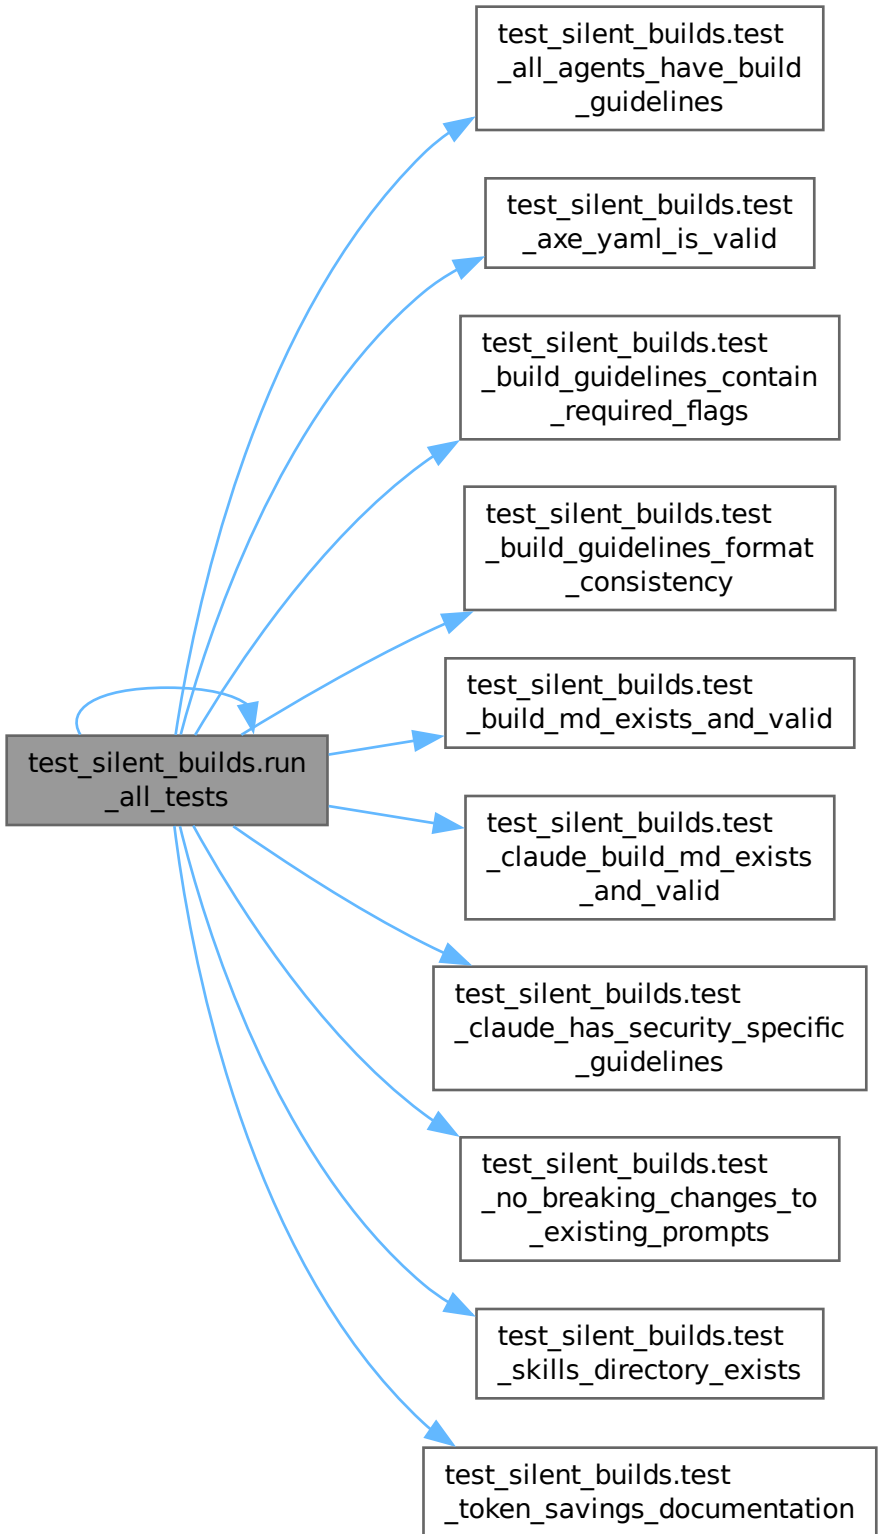 test_silent_builds.test
_all_agents_have_build
_guidelines
test_silent_builds.test
_axe_yaml_is_valid
test_silent_builds.test
_build_guidelines_contain
_required_flags
test_silent_builds.test
_build_guidelines_format
_consistency
test_silent_builds.test
_build_md_exists_and_valid
test_silent_builds.run
_all_tests
test_silent_builds.test
_claude_build_md_exists
_and_valid
test_silent_builds.test
_claude_has_security_specific
_guidelines
test_silent_builds.test
_no_breaking_changes_to
_existing_prompts
test_silent_builds.test
_skills_directory_exists
test_silent_builds.test
_token_savings_documentation